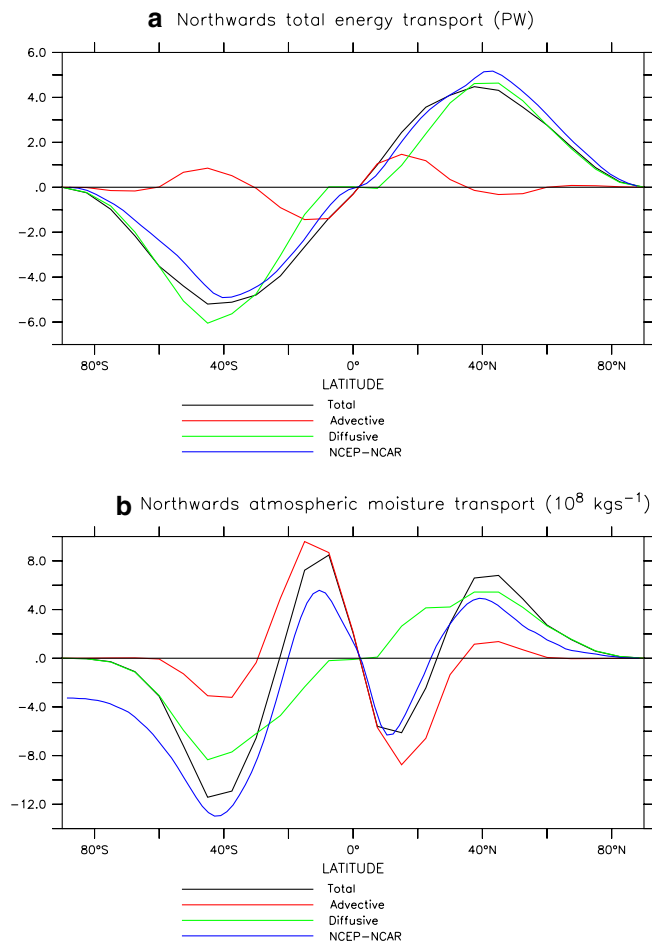 a Northwards total energy transport (PW)
6.0
4.0
2.0
.0
-2.0
-4.0
-6.0
80°S 40°S 0° 40°N 80°N
LATITUDE
Total
Advective
Diffusive
NCEP-NCAR
b Northwards atmospheric moisture transport (10⁸ kgs⁻¹)
8.0
4.0
.0
-4.0
-8.0
-12.0
80°S 40°S 0° 40°N 80°N
LATITUDE
Total
Advective
Diffusive
NCEP-NCAR